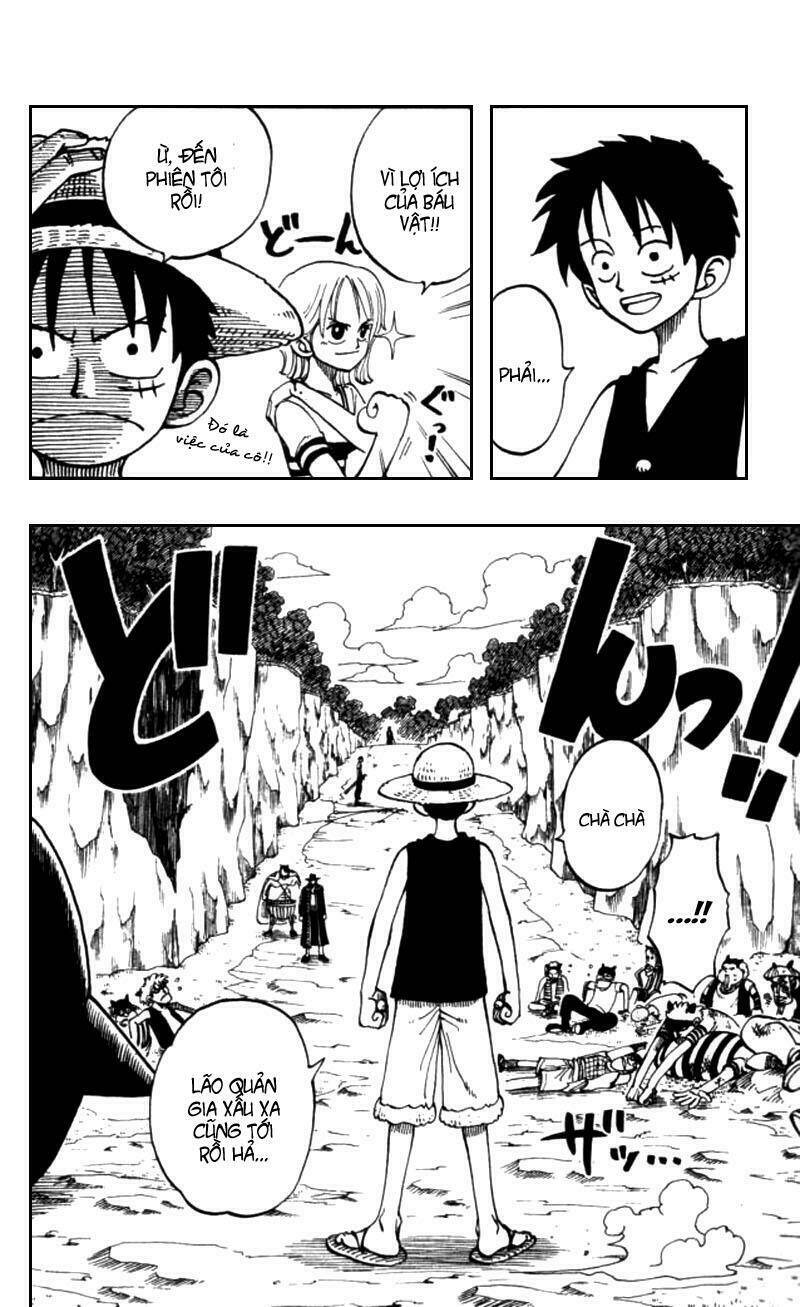 PHẢI...
VÌ LỢI ÍCH
CỦA BÁU
VẬT!!
Ừ, ĐẾN
PHIÊN TÔI
RỒI!!
どーん
ぐっ!
Đó là
việc của cô!!
どんっ!!
CHÀ CHÀ
...!!
LÃO QUẢN
GIA XẤU XA
CŨNG TỚI
RỒI HẢ...
ザッ...